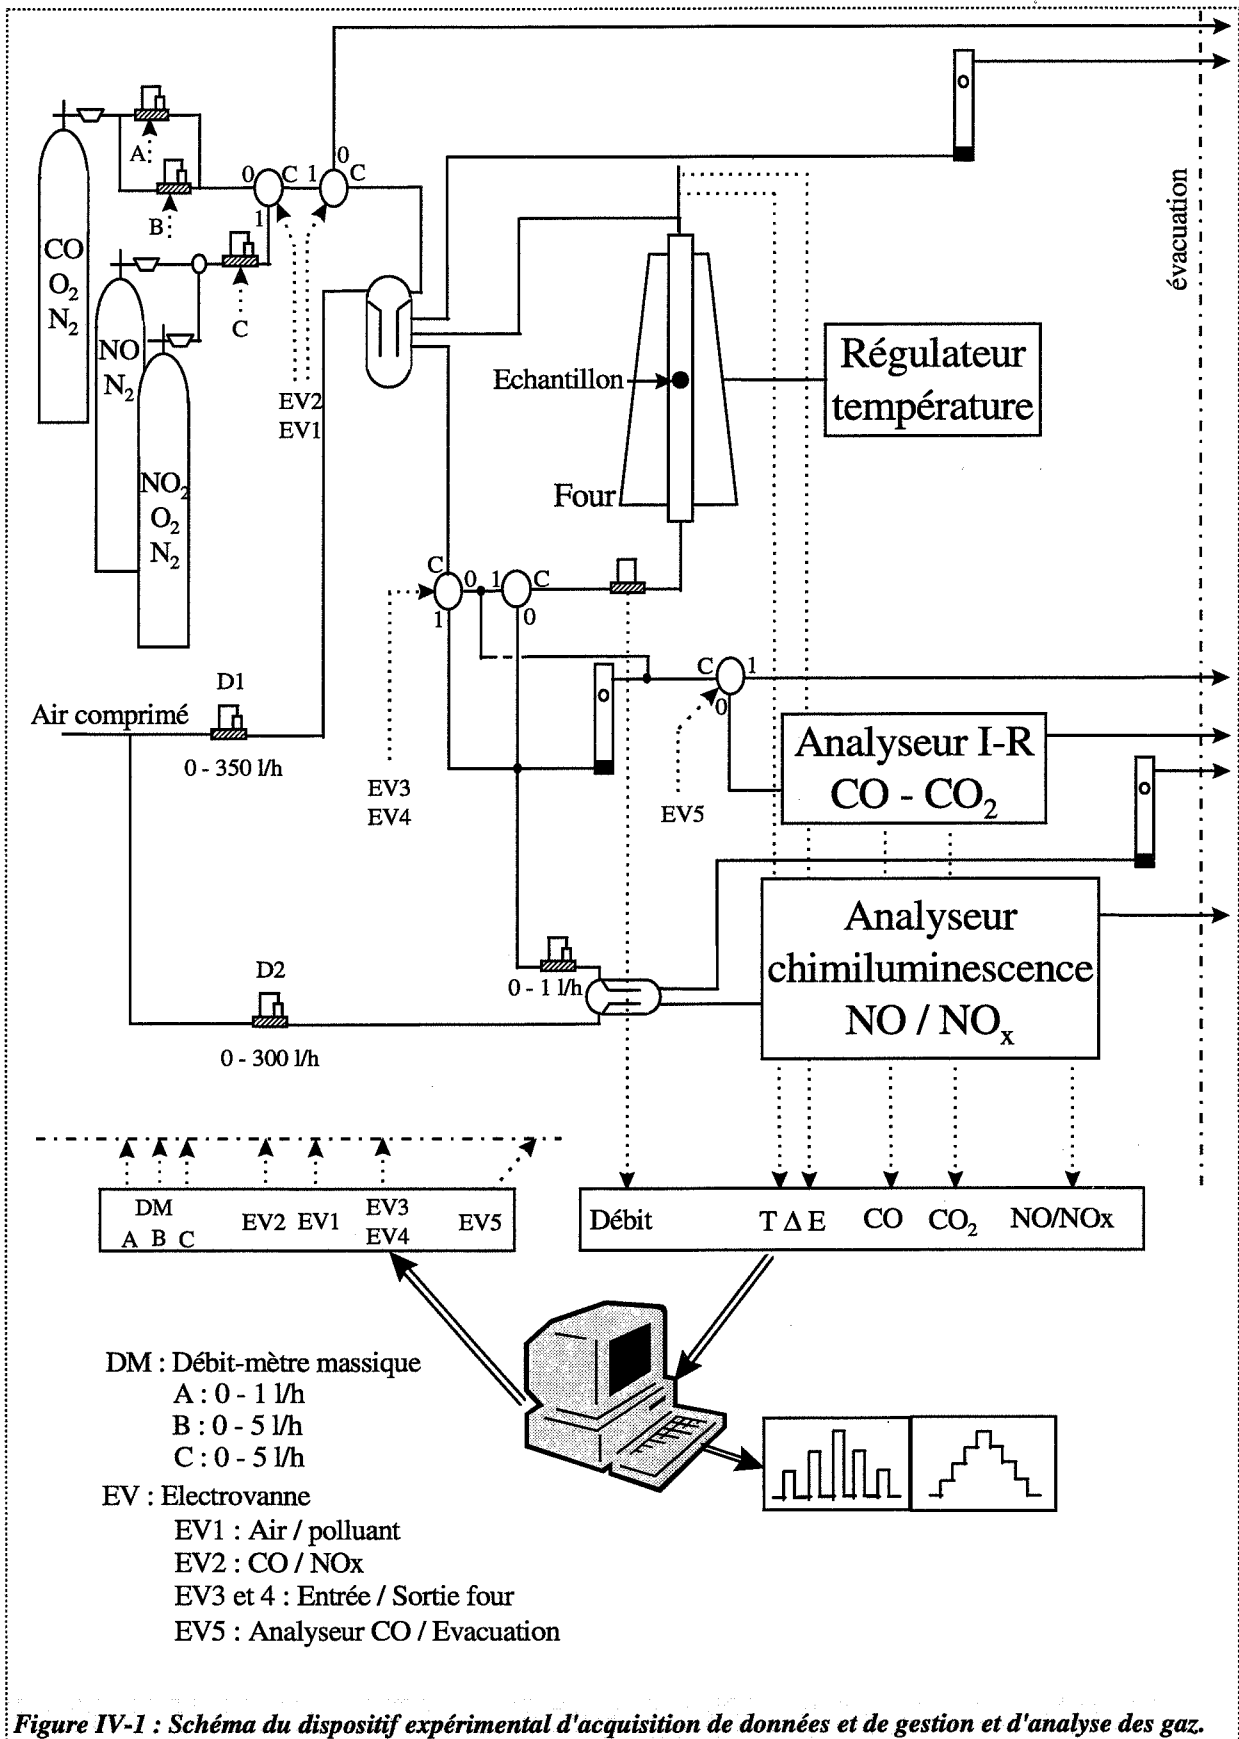 0
C
A
0
C
1
B
1
CO
O2
N2
C
NO
N2
EV2
EV1
NO2
O2
N2
évacuation
Echantillon
Régulateur
température
Four
C
0
1
C
1
0
D1
Air comprimé
0 - 350 l/h
C
1
0
EV3
EV4
EV5
Analyseur I-R
CO - CO2
Analyseur
chimiluminescence
NO / NOx
0 - 1 l/h
D2
0 - 300 l/h
DM
A B C
EV2 EV1
EV3
EV4
EV5
Débit T Δ E CO CO2 NO/NOx
DM : Débit-mètre massique
A : 0 - 1 l/h
B : 0 - 5 l/h
C : 0 - 5 l/h
EV : Electrovanne
EV1 : Air / polluant
EV2 : CO / NOx
EV3 et 4 : Entrée / Sortie four
EV5 : Analyseur CO / Evacuation
Figure IV-1 : Schéma du dispositif expérimental d'acquisition de données et de gestion et d'analyse des gaz.